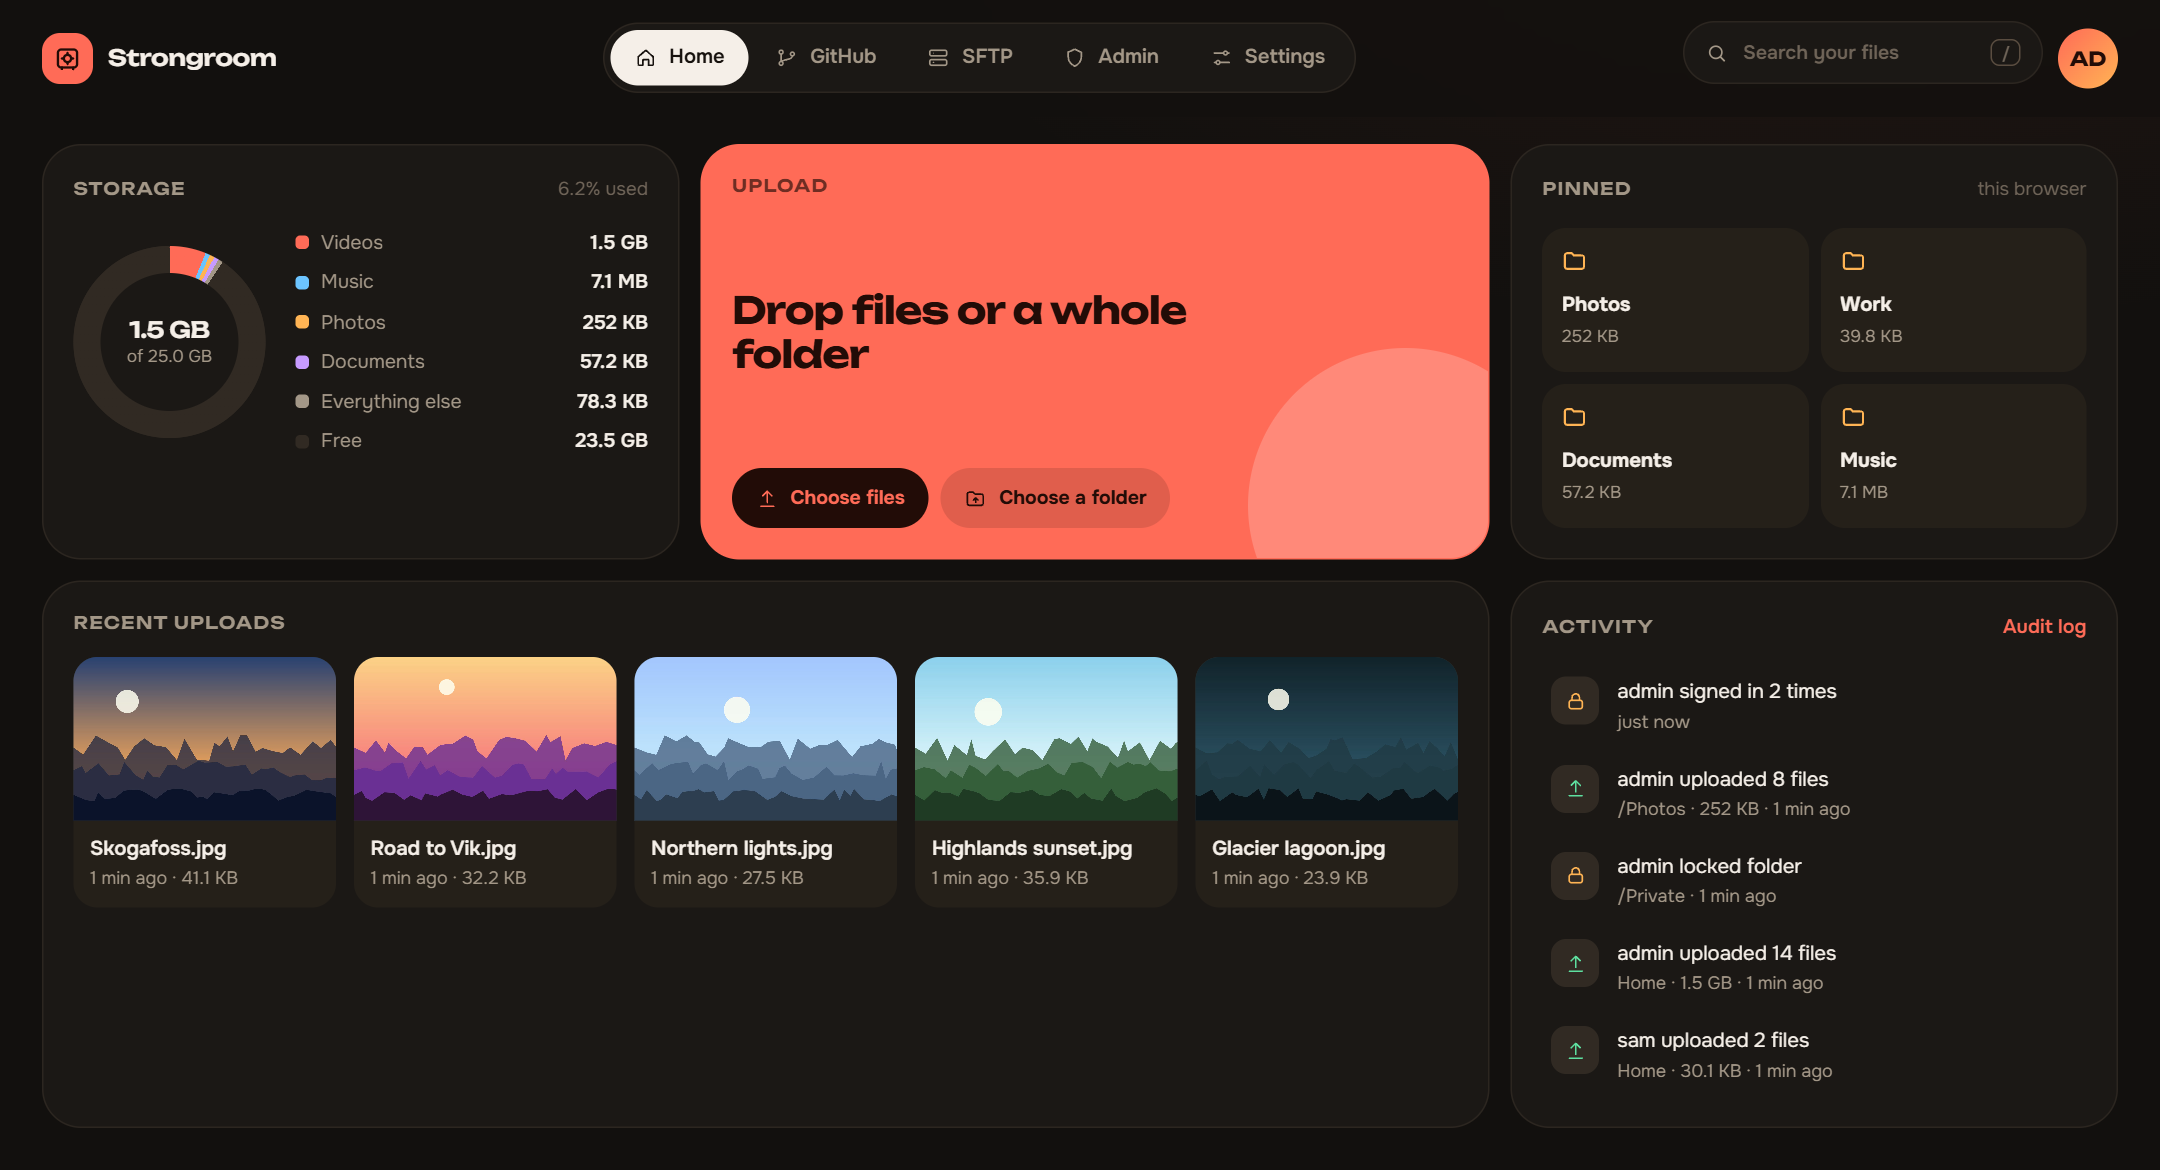 Strongroom
Home
GitHub
SFTP
Admin
Settings
Search your files
/
AD
STORAGE
6.2% used
1.5 GB
of 25.0 GB
Videos 1.5 GB
Music 7.1 MB
Photos 252 KB
Documents 57.2 KB
Everything else 78.3 KB
Free 23.5 GB
UPLOAD
Drop files or a whole
folder
Choose files
Choose a folder
PINNED
this browser
Photos
252 KB
Work
39.8 KB
Documents
57.2 KB
Music
7.1 MB
RECENT UPLOADS
Skogafoss.jpg
1 min ago · 41.1 KB
Road to Vik.jpg
1 min ago · 32.2 KB
Northern lights.jpg
1 min ago · 27.5 KB
Highlands sunset.jpg
1 min ago · 35.9 KB
Glacier lagoon.jpg
1 min ago · 23.9 KB
ACTIVITY
Audit log
admin signed in 2 times
just now
admin uploaded 8 files
/Photos · 252 KB · 1 min ago
admin locked folder
/Private · 1 min ago
admin uploaded 14 files
Home · 1.5 GB · 1 min ago
sam uploaded 2 files
Home · 30.1 KB · 1 min ago